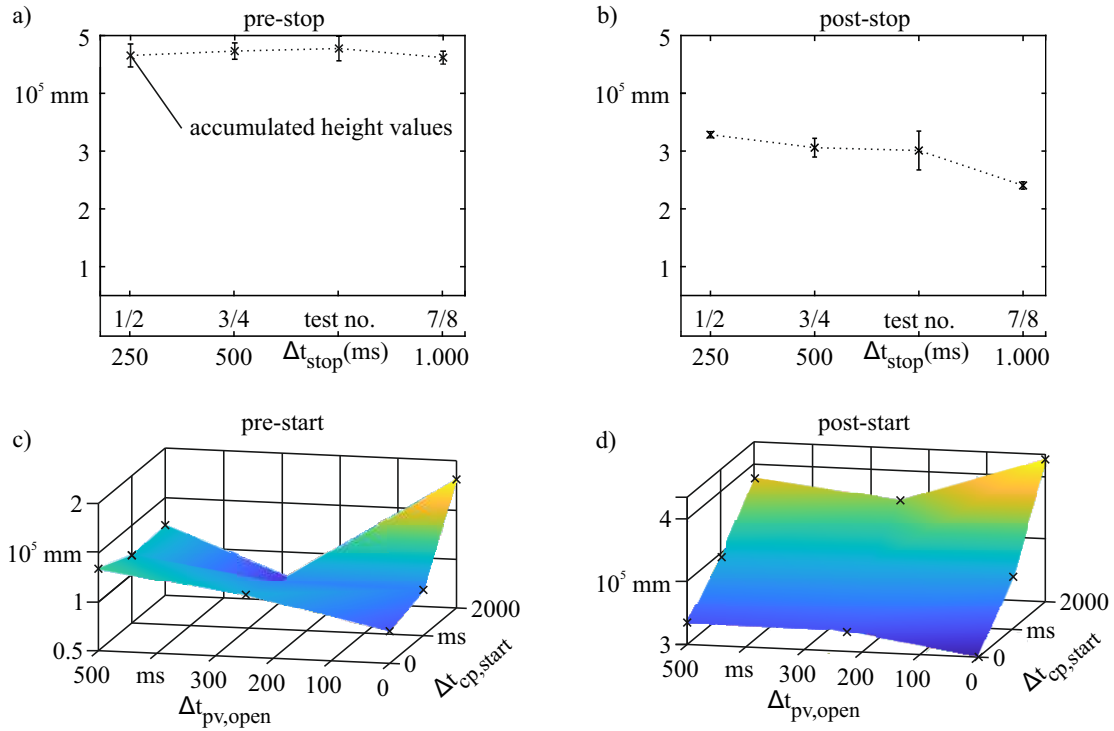 a)
pre-stop
5
10⁵ mm
3
2
1
accumulated height values
1/2 3/4 test no. 7/8
250 500 Δt_stop(ms) 1.000
b)
post-stop
5
10⁵ mm
3
2
1
1/2 3/4 test no. 7/8
250 500 Δt_stop(ms) 1.000
c)
pre-start
2
10⁵ mm
1
0.5
500 ms 300 200 100 0
Δt_pv,open
0 ms 2000
Δt_cp,start
d)
post-start
4
10⁵ mm
3
500 ms 300 200 100 0
Δt_pv,open
0 ms 2000
Δt_cp,start